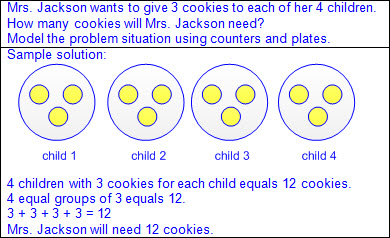 Mrs. Jackson wants to give 3 cookies to each of her 4 children.
How many cookies will Mrs. Jackson need?
Model the problem situation using counters and plates.
Sample solution:
child 1 child 2 child 3 child 4
4 children with 3 cookies for each child equals 12 cookies.
4 equal groups of 3 equals 12.
3 + 3 + 3 + 3 = 12
Mrs. Jackson will need 12 cookies.